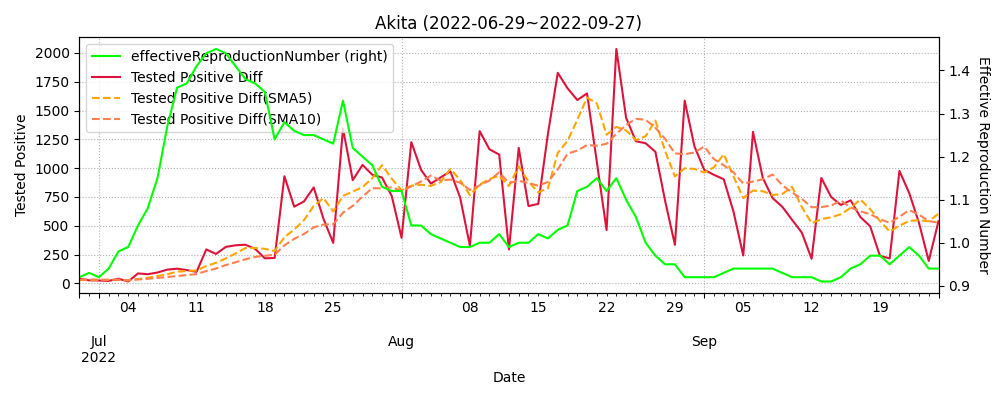 Akita (2022-06-29~2022-09-27)
effectiveReproductionNumber (right)
Tested Positive Diff
Tested Positive Diff(SMA5)
Tested Positive Diff(SMA10)
Tested Positive
2000
1750
1500
1250
1000
750
500
250
0
1.4
1.3
1.2
1.1
1.0
0.9
Effective Reproduction Number
04 11 18 25 08 15 22 29 05 12 19
Jul Aug Sep
2022
Date